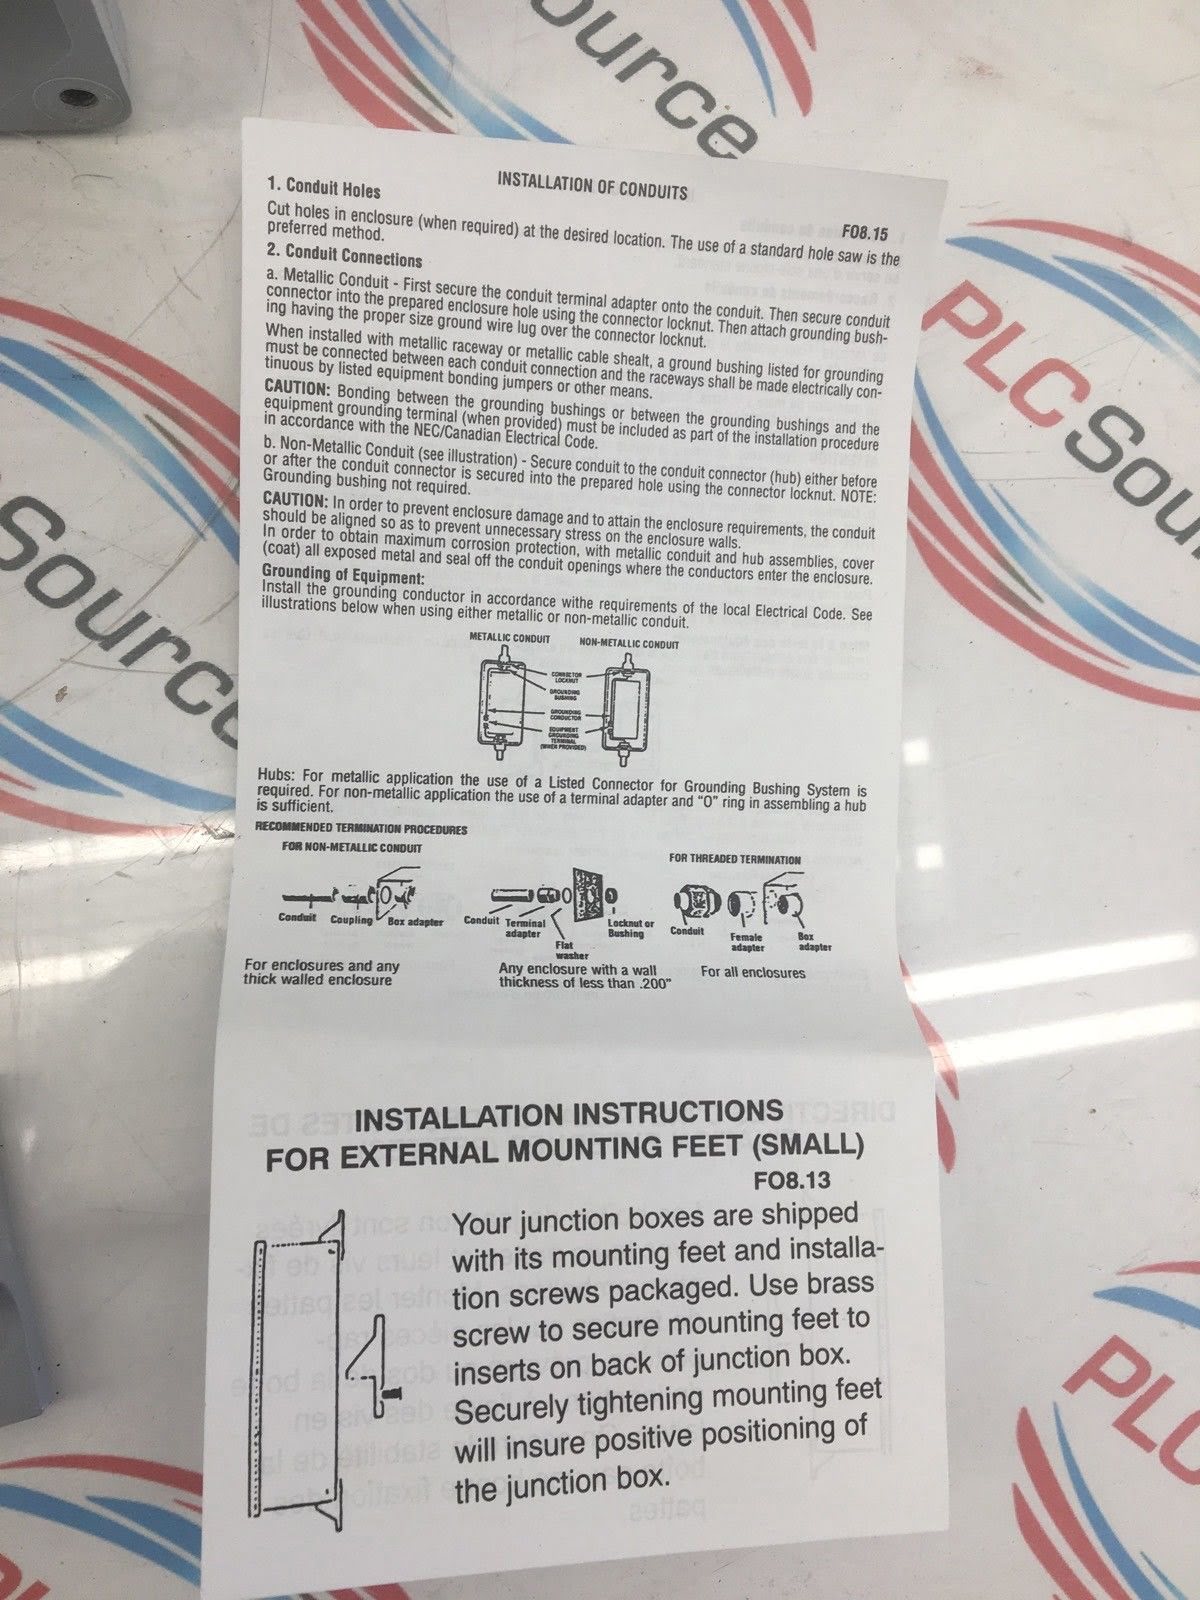 Source
PLC Source
INSTALLATION OF CONDUITS
1. Conduit Holes
FO8.15
Cut holes in enclosure (when required) at the desired location. The use of a standard hole saw is the
preferred method.
2. Conduit Connections
a. Metallic Conduit - First secure the conduit terminal adapter onto the conduit. Then secure conduit
connector into the prepared enclosure hole using the connector locknut. Then attach grounding bush-
ing having the proper size ground wire lug over the connector locknut.
When installed with metallic raceway or metallic cable shealt, a ground bushing listed for grounding
must be connected between each conduit connection and the raceways shall be made electrically con-
tinuous by listed equipment bonding jumpers or other means.
CAUTION: Bonding between the grounding bushings or between the grounding bushings and the
equipment grounding terminal (when provided) must be included as part of the installation procedure
in accordance with the NEC/Canadian Electrical Code.
b. Non-Metallic Conduit (see illustration) - Secure conduit to the conduit connector (hub) either before
or after the conduit connector is secured into the prepared hole using the connector locknut. NOTE:
Grounding bushing not required.
CAUTION: In order to prevent enclosure damage and to attain the enclosure requirements, the conduit
should be aligned so as to prevent unnecessary stress on the enclosure walls.
In order to obtain maximum corrosion protection, with metallic conduit and hub assemblies, cover
(coat) all exposed metal and seal off the conduit openings where the conductors enter the enclosure.
Grounding of Equipment:
Install the grounding conductor in accordance withe requirements of the local Electrical Code. See
illustrations below when using either metallic or non-metallic conduit.
METALLIC CONDUIT NON-METALLIC CONDUIT
CONNECTOR
LOCKNUT
GROUNDING
BUSHING
GROUNDING
CONDUCTOR
EQUIPMENT
GROUNDING
TERMINAL
(WHEN PROVIDED)
Hubs: For metallic application the use of a Listed Connector for Grounding Bushing System is
required. For non-metallic application the use of a terminal adapter and "O" ring in assembling a hub
is sufficient.
RECOMMENDED TERMINATION PROCEDURES
FOR NON-METALLIC CONDUIT
FOR THREADED TERMINATION
Conduit Coupling Box adapter
Conduit Terminal
adapter
Flat
washer
Locknut or
Bushing
Conduit
Female
adapter
Box
adapter
For enclosures and any
thick walled enclosure
Any enclosure with a wall
thickness of less than .200"
For all enclosures
INSTALLATION INSTRUCTIONS
FOR EXTERNAL MOUNTING FEET (SMALL)
FO8.13
Your junction boxes are shipped
with its mounting feet and installa-
tion screws packaged. Use brass
screw to secure mounting feet to
inserts on back of junction box.
Securely tightening mounting feet
will insure positive positioning of
the junction box.